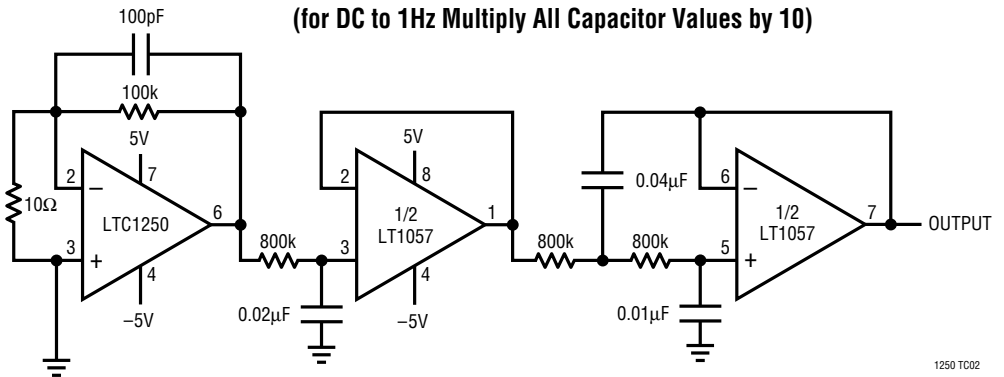 (for DC to 1Hz Multiply All Capacitor Values by 10)
100pF
100k
5V
7
2
–
10Ω
LTC1250
6
3
+
4
–5V
800k
0.02µF
5V
8
2
–
1/2
LT1057
1
3
+
4
–5V
800k
0.04µF
800k
0.01µF
6
–
1/2
LT1057
7
5
+
OUTPUT
1250 TC02